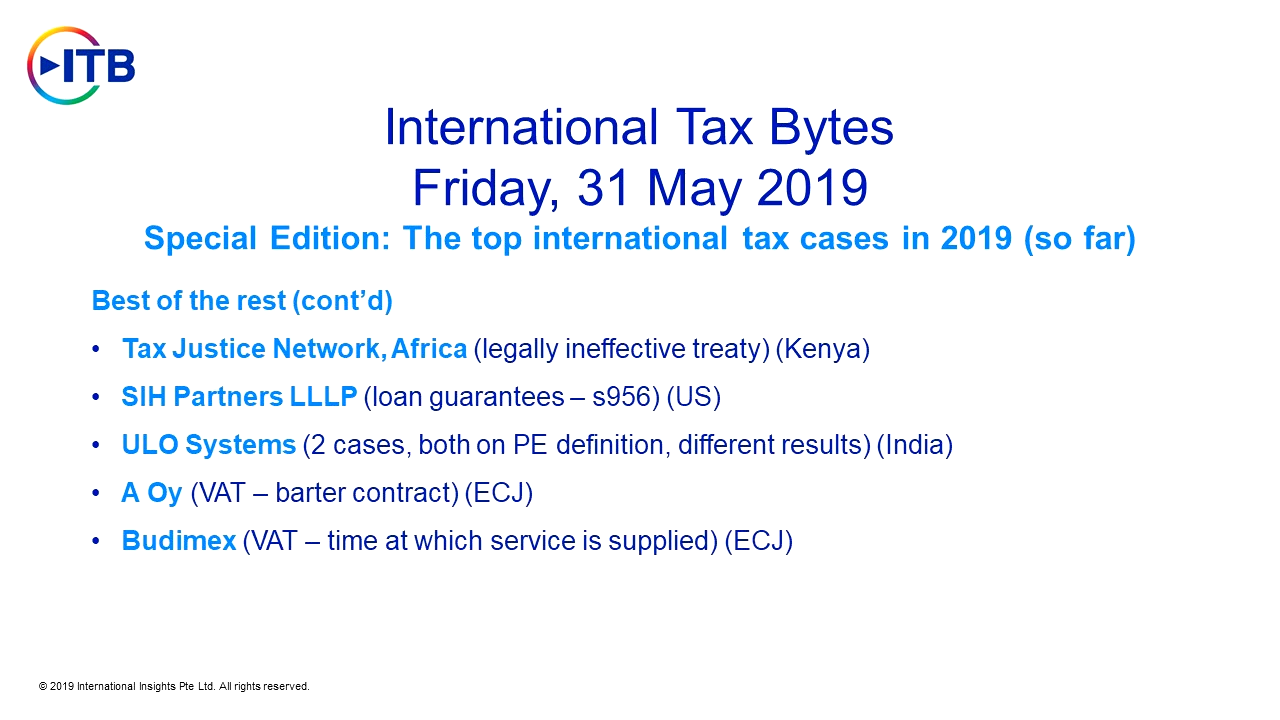 ITB
International Tax Bytes
Friday, 31 May 2019
Special Edition: The top international tax cases in 2019 (so far)
Best of the rest (cont’d)
• Tax Justice Network, Africa (legally ineffective treaty) (Kenya)
• SIH Partners LLLP (loan guarantees – s956) (US)
• ULO Systems (2 cases, both on PE definition, different results) (India)
• A Oy (VAT – barter contract) (ECJ)
• Budimex (VAT – time at which service is supplied) (ECJ)
© 2019 International Insights Pte Ltd. All rights reserved.